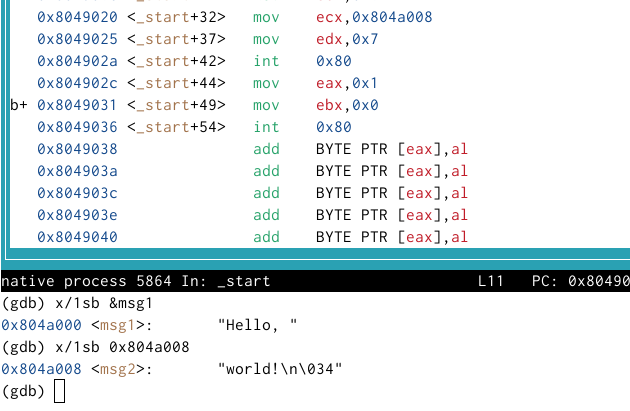 0x8049020 <_start+32> mov ecx,0x804a008
0x8049025 <_start+37> mov edx,0x7
0x804902a <_start+42> int 0x80
0x804902c <_start+44> mov eax,0x1
b+ 0x8049031 <_start+49> mov ebx,0x0
0x8049036 <_start+54> int 0x80
0x8049038 add BYTE PTR [eax],al
0x804903a add BYTE PTR [eax],al
0x804903c add BYTE PTR [eax],al
0x804903e add BYTE PTR [eax],al
0x8049040 add BYTE PTR [eax],al
native process 5864 In: _start L11 PC: 0x80490
(gdb) x/1sb &msg1
0x804a000 <msg1>: "Hello, "
(gdb) x/1sb 0x804a008
0x804a008 <msg2>: "world!\n\034"
(gdb)